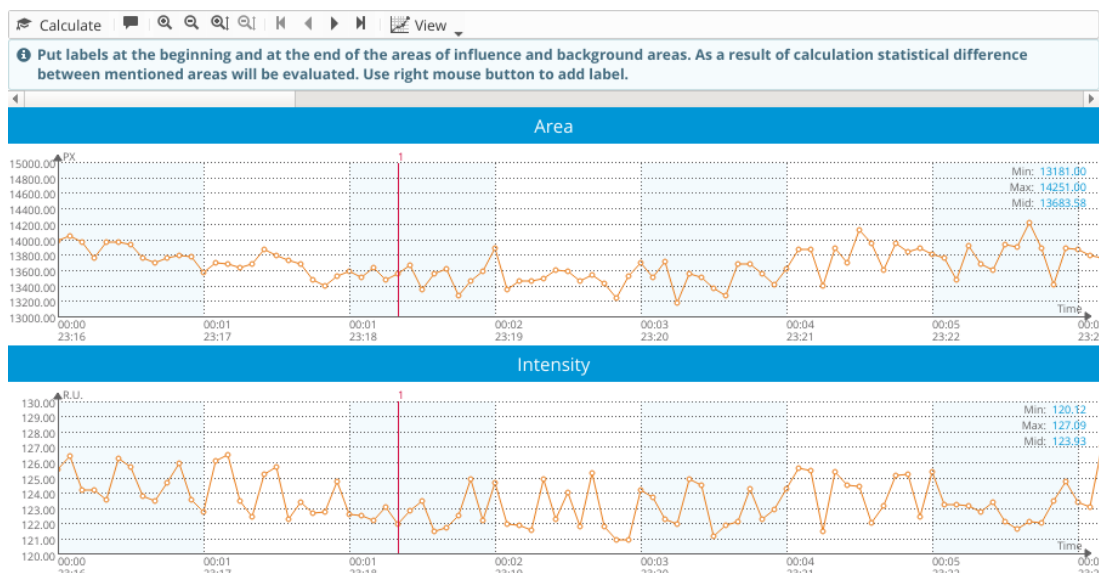 Calculate View
Put labels at the beginning and at the end of the areas of influence and background areas. As a result of calculation statistical difference
between mentioned areas will be evaluated. Use right mouse button to add label.
Area
PX 1
15000.00
Min: 13181.00
14800.00
Max: 14251.00
14600.00
Mid: 13683.58
14400.00
14200.00
14000.00
13800.00
13600.00
13400.00
13200.00
Time
13000.00
00:00 00:01 00:01 00:02 00:03 00:04 00:05
23:16 23:17 23:18 23:19 23:20 23:21 23:22
Intensity
R.U. 1
130.00
Min: 120.12
129.00
Max: 127.09
128.00
Mid: 123.93
127.00
126.00
125.00
124.00
123.00
122.00
121.00
Time
120.00
00:00 00:01 00:01 00:02 00:03 00:04 00:05